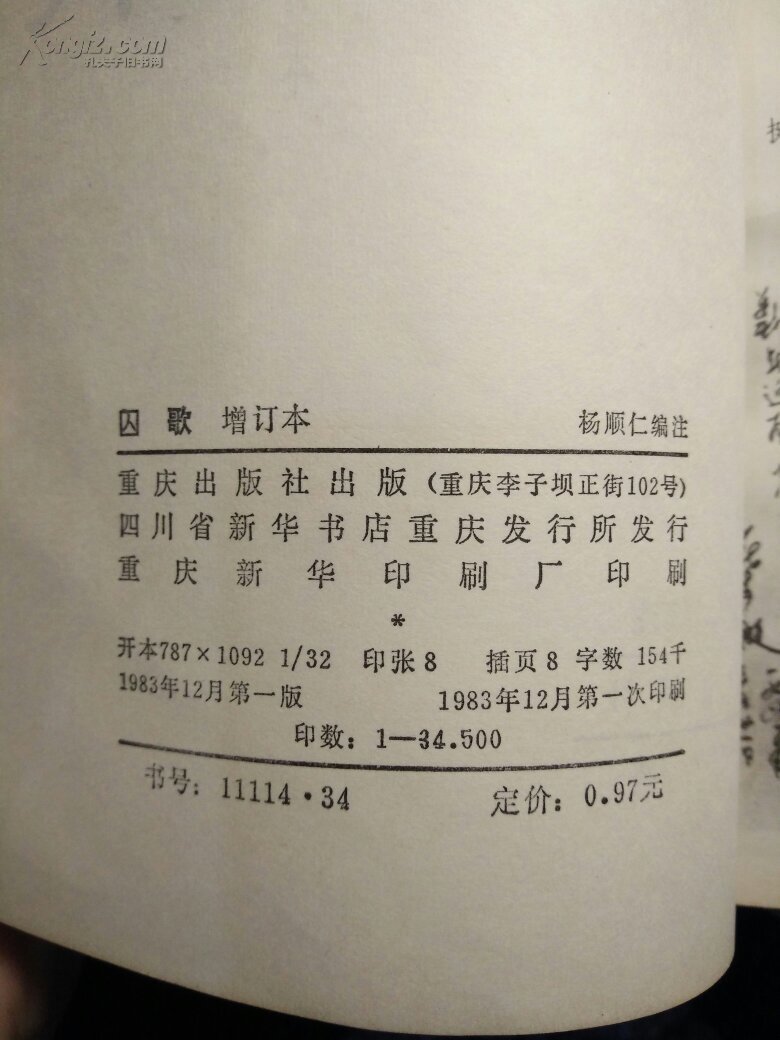 Kongfz.com
孔夫子旧书网
囚 歌 增订本 杨顺仁编注
重庆出版社出版（重庆李子坝正街102号）
四川省新华书店重庆发行所发行
重庆新华印刷厂印刷
*
开本787×1092 1/32 印张8 插页8 字数154千
1983年12月第一版 1983年12月第一次印刷
印数：1—34.500
书号：11114·34 定价：0.97元